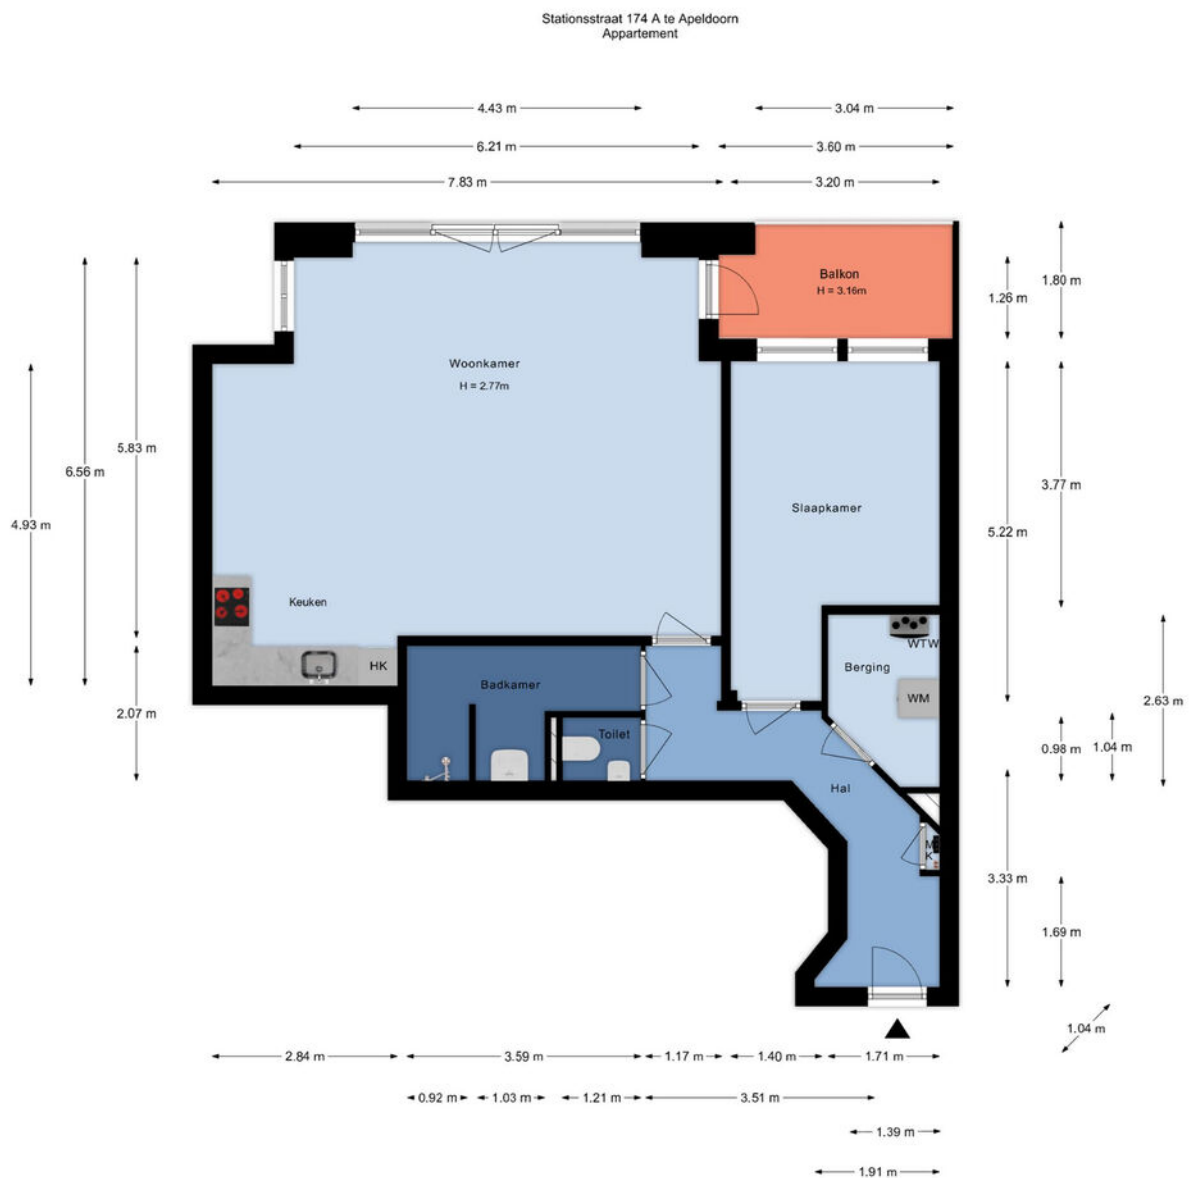 Stationsstraat 174 A te Apeldoorn
Appartement
4.43 m
3.04 m
6.21 m
3.60 m
7.83 m
3.20 m
Balkon
H = 3.16m
1.26 m
1.80 m
Woonkamer
H = 2.77m
5.83 m
6.56 m
4.93 m
3.77 m
Slaapkamer
5.22 m
Keuken
WTW
Berging
HK
Badkamer
WM
2.63 m
2.07 m
Toilet
0.98 m
1.04 m
Hal
M
K
3.33 m
1.69 m
1.04 m
2.84 m
3.59 m
1.17 m
1.40 m
1.71 m
0.92 m
1.03 m
1.21 m
3.51 m
1.39 m
1.91 m